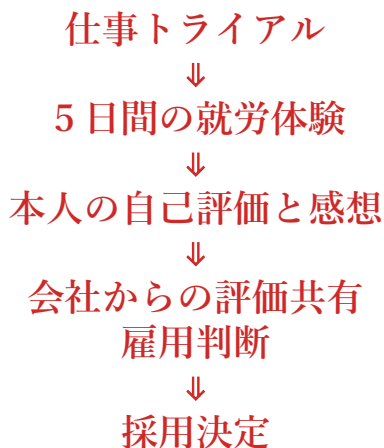 仕事トライアル
⇓
５日間の就労体験
⇓
本人の自己評価と感想
⇓
会社からの評価共有
雇用判断
⇓
採用決定